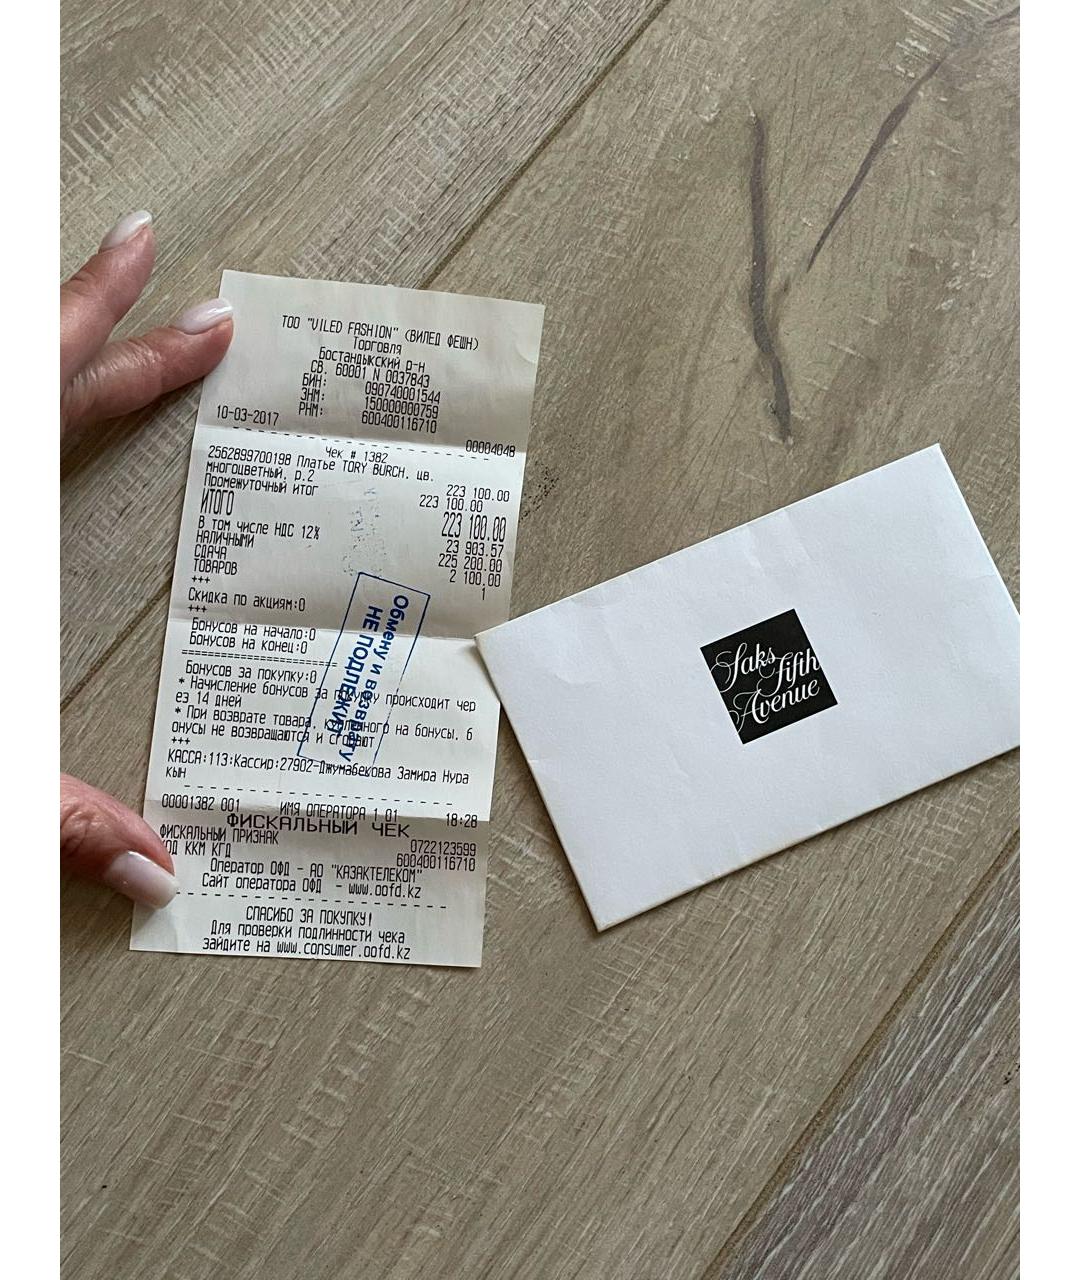 ТОО "VILED FASHION" (ВИЛЕД ФЕШН)
Торговля
Бостандыкский р-н
СВ. 60001 N 0037843
БИН: 090740001544
ЗНМ: 150000000759
РНМ: 600400116710
10-03-2017 00004048
Чек # 1382
2562899700198 Платье TORY BURCH, цв.
многоцветный, р.2 223 100.00
Промежуточный итог 223 100.00
ИТОГО 223 100.00
В том числе НДС 12% 23 903.57
НАЛИЧНЫМИ 225 200.00
СДАЧА 2 100.00
ТОВАРОВ 1
+++
Скидка по акциям:0
+++
Бонусов на начало:0
Бонусов на конец:0
====================
Бонусов за покупку:0
* Начисление бонусов за покупку происходит чер
ез 14 дней
* При возврате товара, купленного на бонусы, б
онусы не возвращаются и сгорают
+++
КАССА:113:Кассир:27902-Джумабекова Замира Нура
кын
00001382 001 ИМЯ ОПЕРАТОРА 1 01 18:28
ФИСКАЛЬНЫЙ ЧЕК
ФИСКАЛЬНЫЙ ПРИЗНАК 0722123599
КОД ККМ КГД 600400116710
Оператор ОФД - АО "КАЗАКТЕЛЕКОМ"
Сайт оператора ОФД - www.oofd.kz
СПАСИБО ЗА ПОКУПКУ!
Для проверки подлинности чека
зайдите на www.consumer.oofd.kz
Обмену и возврату
НЕ ПОДЛЕЖИТ
Saks
Fifth
Avenue